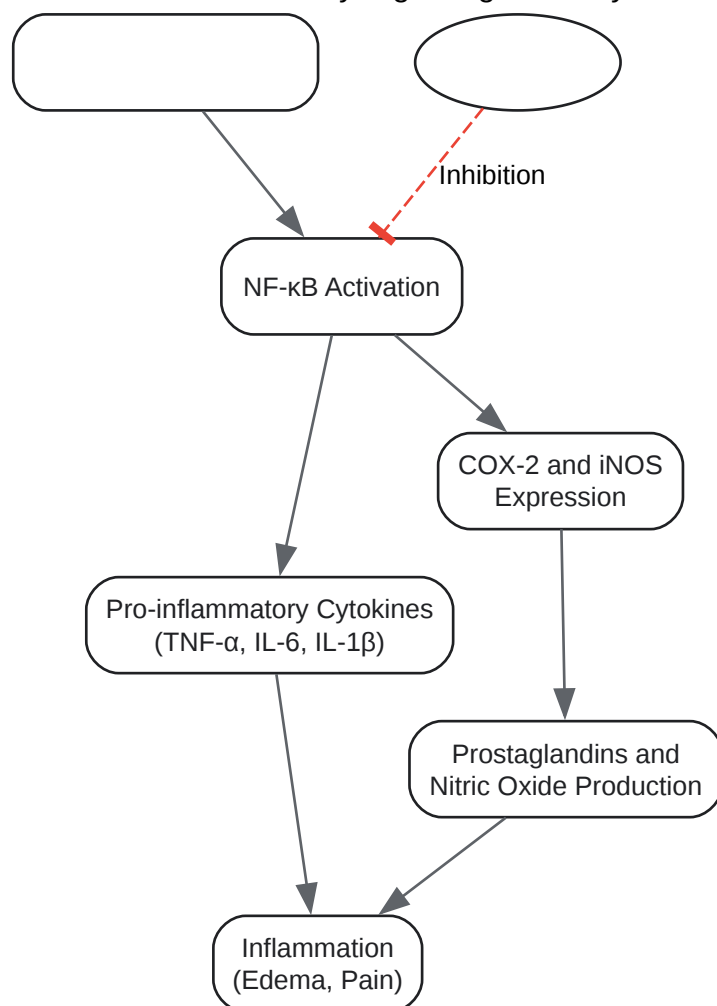 Inhibition
NF-κB Activation
COX-2 and iNOS
Expression
Pro-inflammatory Cytokines
(TNF-α, IL-6, IL-1β)
Prostaglandins and
Nitric Oxide Production
Inflammation
(Edema, Pain)